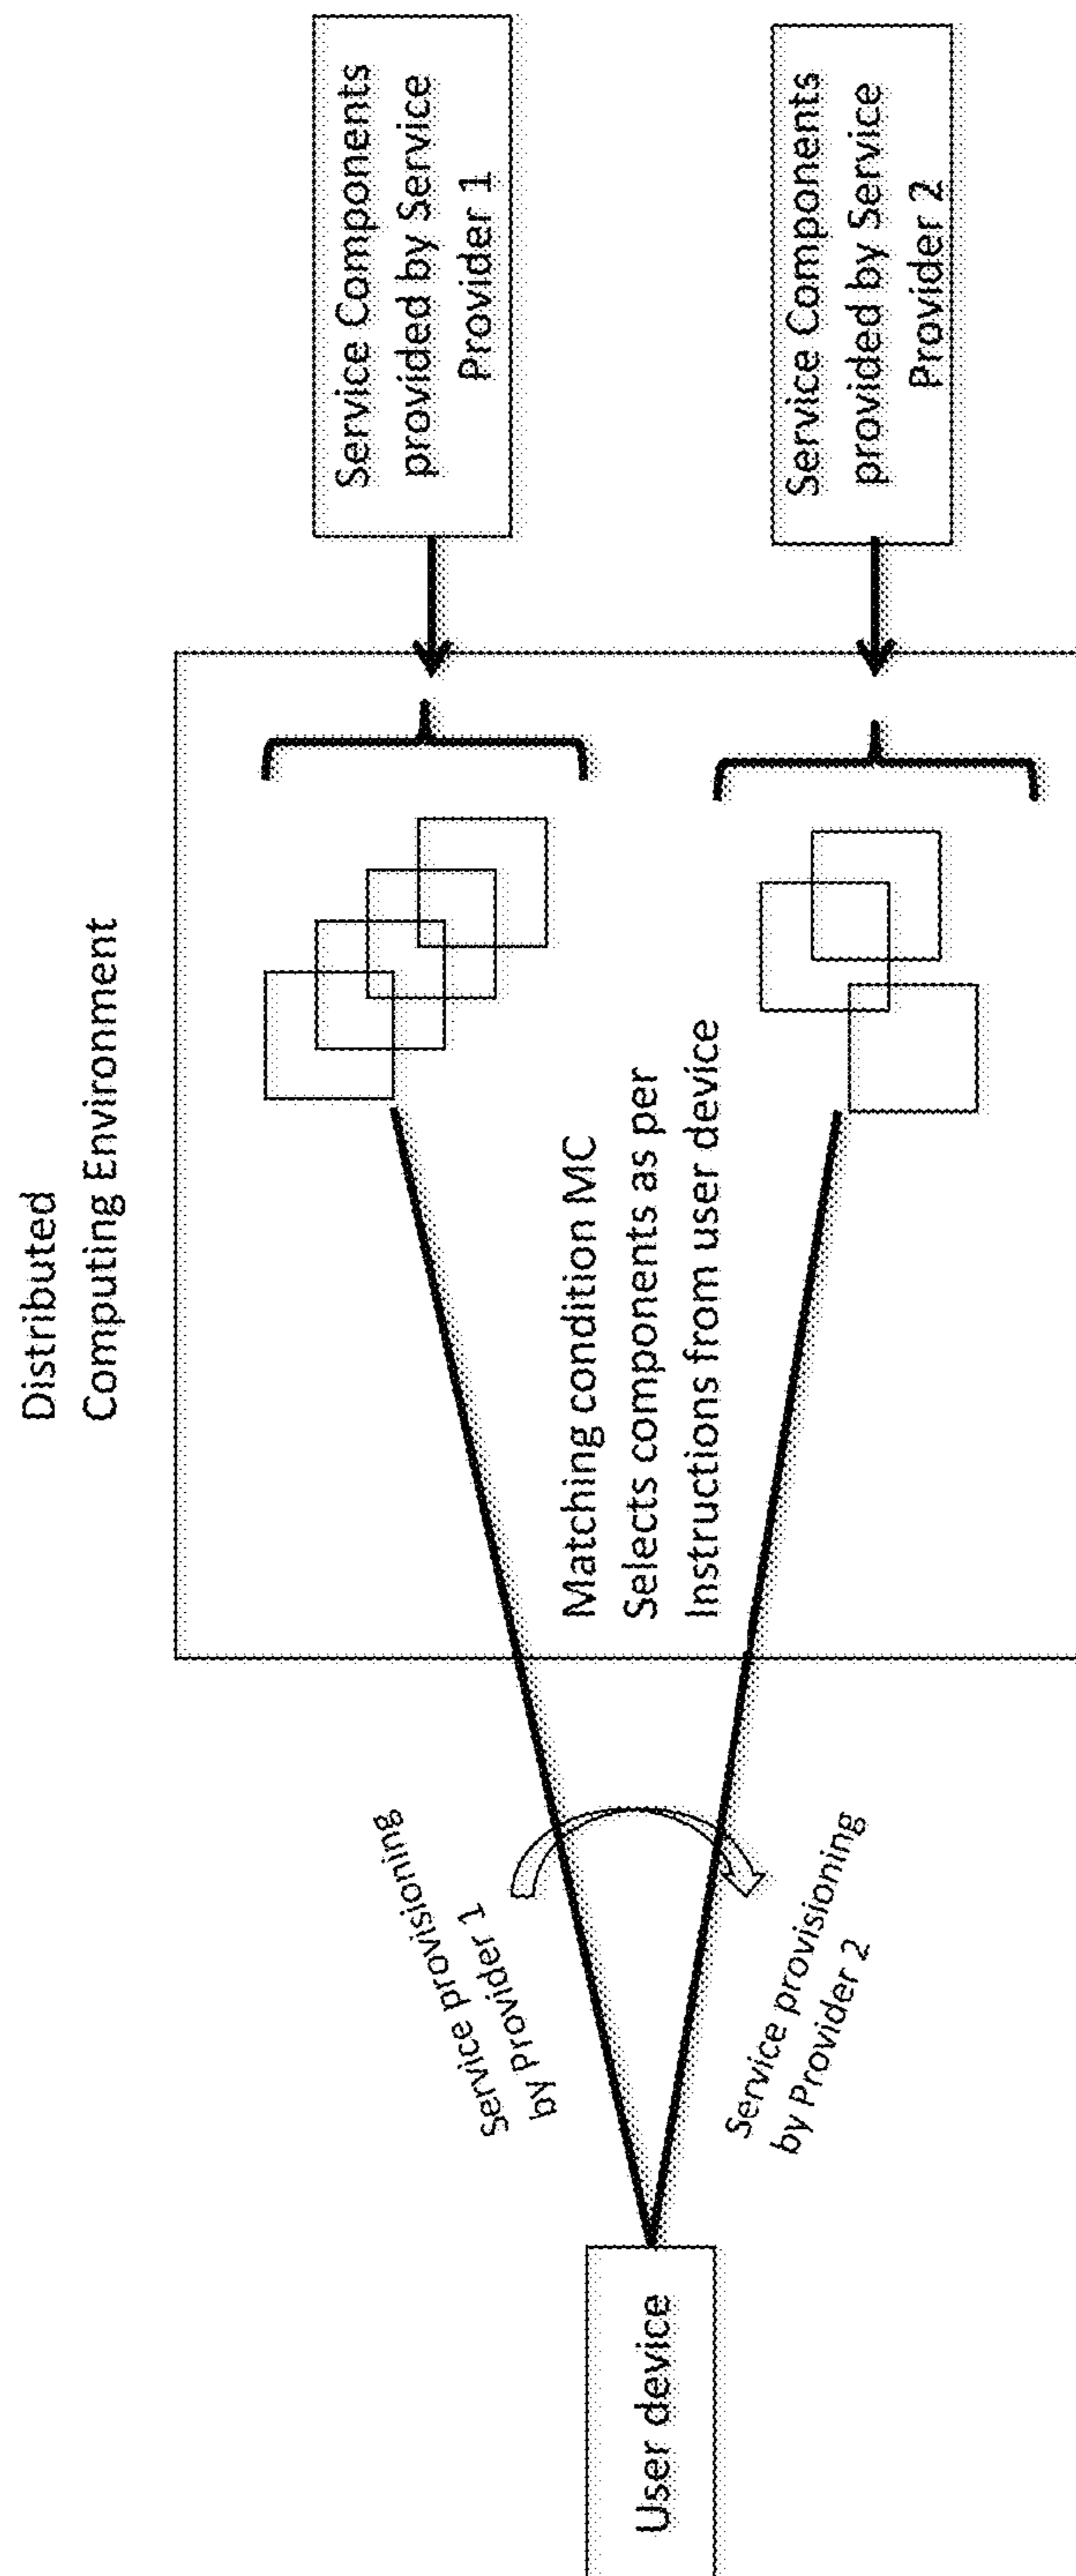 Distributed
Computing Environment
Service Components
provided by Service
Provider 1
Service Components
provided by Service
Provider 2
Matching condition MC
Selects components as per
Instructions from user device
Service provisioning
by Provider 1
Service provisioning
by Provider 2
User device